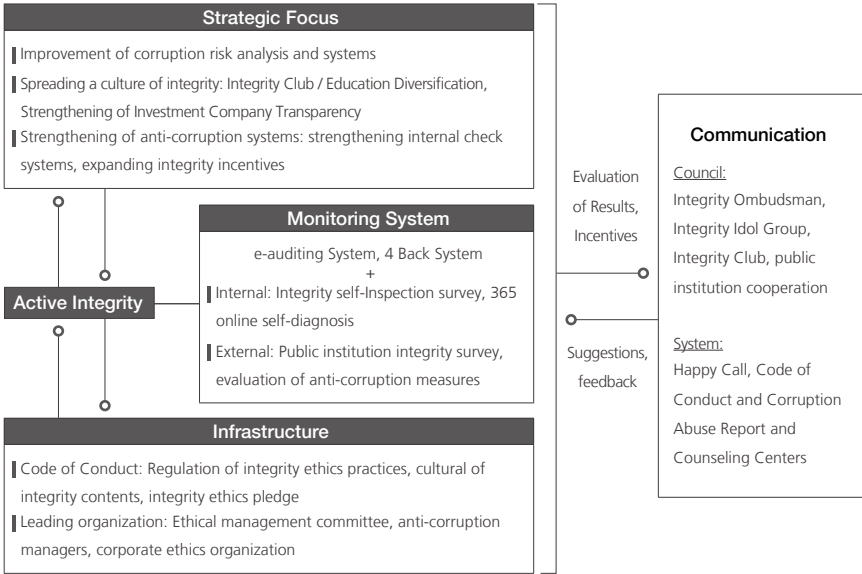 Strategic Focus
Improvement of corruption risk analysis and systems
Spreading a culture of integrity: Integrity Club / Education Diversification,
Strengthening of Investment Company Transparency
Strengthening of anti-corruption systems: strengthening internal check
systems, expanding integrity incentives
Monitoring System
e-auditing System, 4 Back System
+
Internal: Integrity self-Inspection survey, 365
online self-diagnosis
External: Public institution integrity survey,
evaluation of anti-corruption measures
Active Integrity
Infrastructure
Code of Conduct: Regulation of integrity ethics practices, cultural of
integrity contents, integrity ethics pledge
Leading organization: Ethical management committee, anti-corruption
managers, corporate ethics organization
Evaluation
of Results,
Incentives
Suggestions,
feedback
Communication
Council:
Integrity Ombudsman,
Integrity Idol Group,
Integrity Club, public
institution cooperation
System:
Happy Call, Code of
Conduct and Corruption
Abuse Report and
Counseling Centers